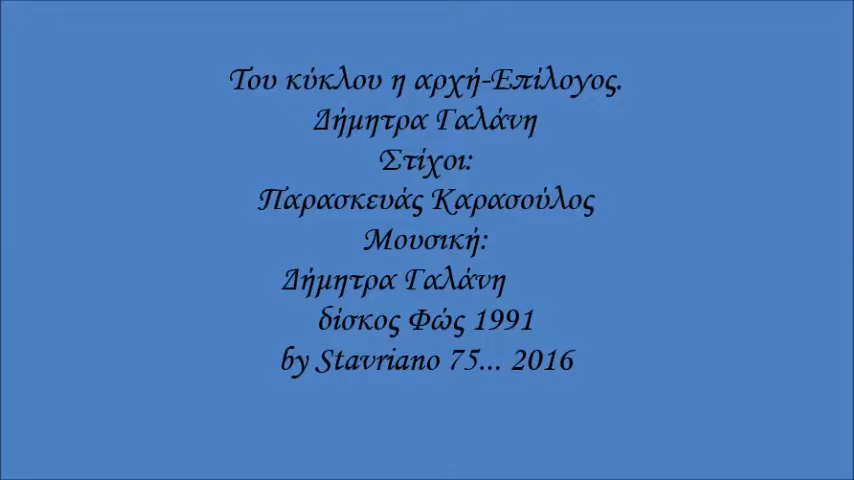 Του κύκλου η αρχή-Επίλογος.
Δήμητρα Γαλάνη
Στίχοι:
Παρασκευάς Καρασούλος
Μουσική:
Δήμητρα Γαλάνη
δίσκος Φώς 1991
by Stavriano 75... 2016